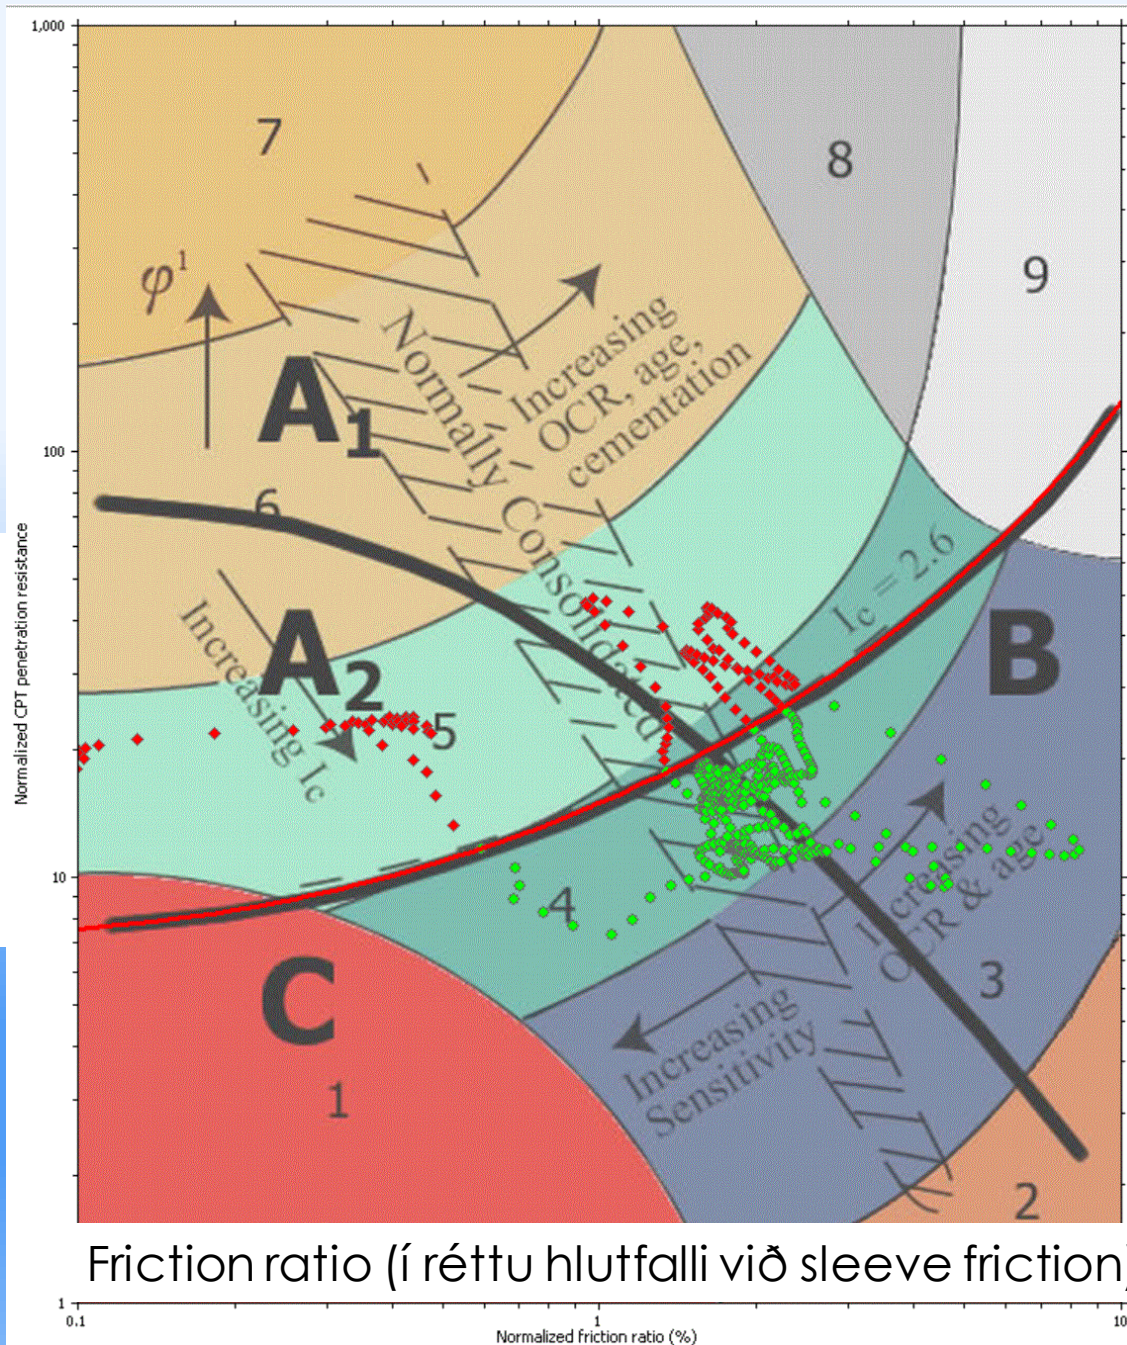 1,000
7
8
9
φ¹
A1
Increasing
OCR, age,
cementation
Normally Consolidated
100
6
Ic = 2.6
A2
B
Increasing Ic
5
Normalized CPT penetration resistance
10
4
Increasing
OCR & age
C
3
Increasing
Sensitivity
1
2
Friction ratio (í réttu hlutfalli við sleeve friction)
1
0.1
1
10
Normalized friction ratio (%)